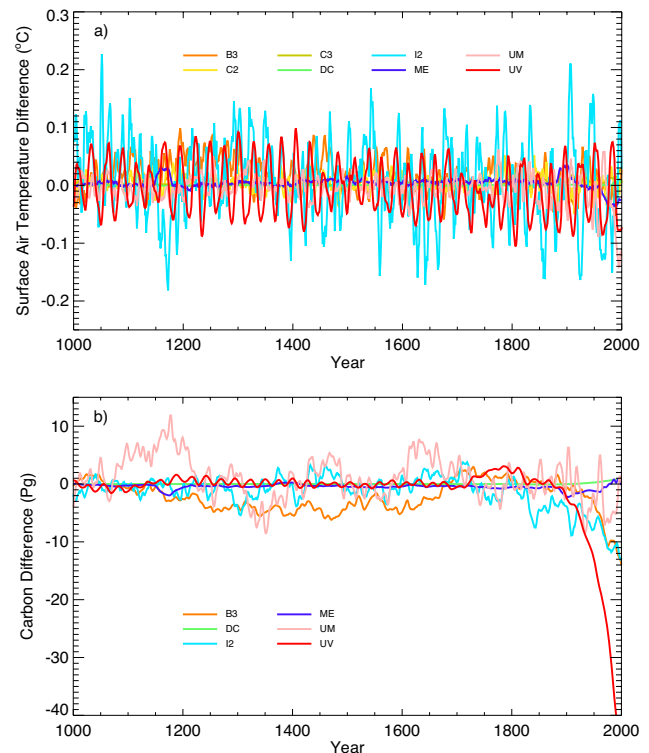 a)
Surface Air Temperature Difference (°C)
0.3
0.2
0.1
0.0
-0.1
-0.2
B3 C3 I2 UM
C2 DC ME UV
1000 1200 1400 1600 1800 2000
Year
b)
Carbon Difference (Pg)
10
0
-10
-20
-30
-40
B3 ME
DC UM
I2 UV
1000 1200 1400 1600 1800 2000
Year